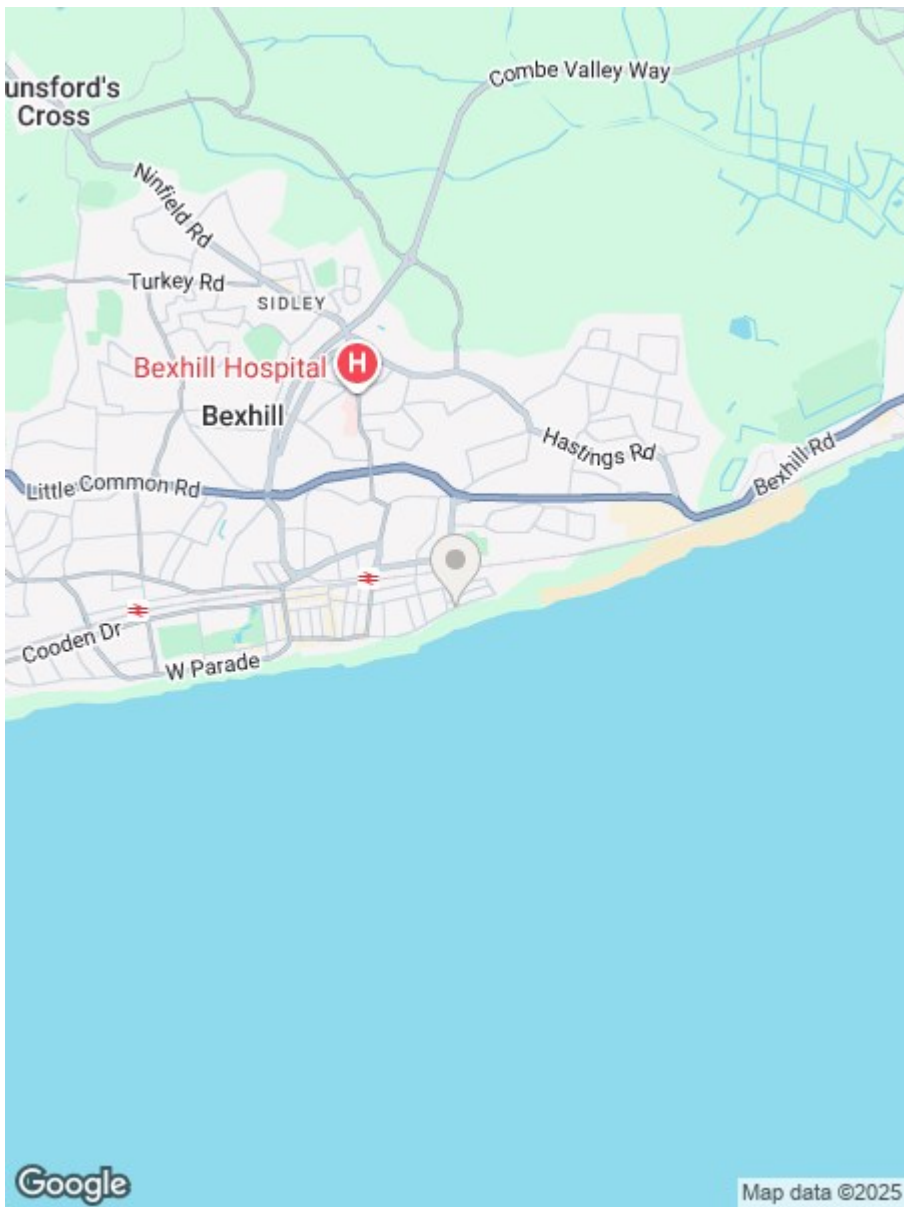 Combe Valley Way
unsford's
Cross
Ninfield Rd
Turkey Rd
SIDLEY
Bexhill Hospital
H
Bexhill
Hastings Rd
Bexhill Rd
Little Common Rd
Cooden Dr
W Parade
Google
Map data ©2025